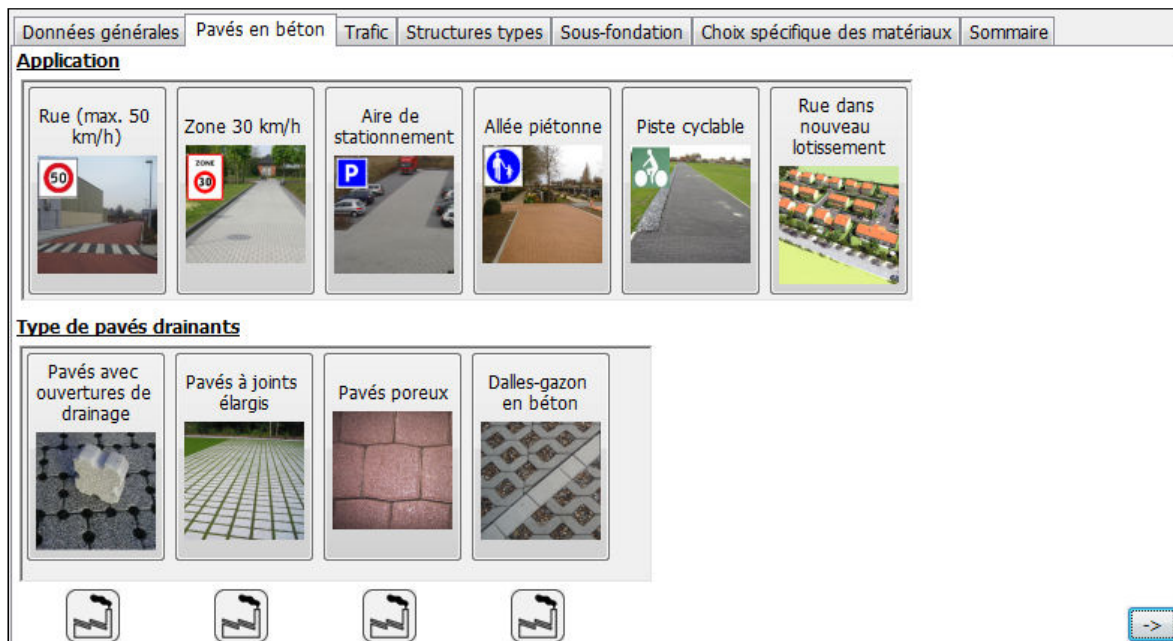 Données générales Pavés en béton Trafic Structures types Sous-fondation Choix spécifique des matériaux Sommaire
Application
Rue (max. 50
km/h)
50
Zone 30 km/h
ZONE
30
Aire de
stationnement
P
Allée piétonne
Piste cyclable
Rue dans
nouveau
lotissement
Type de pavés drainants
Pavés avec
ouvertures de
drainage
Pavés à joints
élargis
Pavés poreux
Dalles-gazon
en béton
->